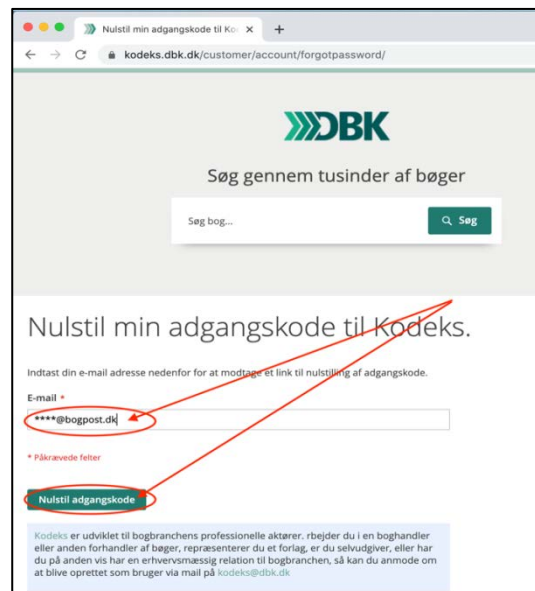 Nulstil min adgangskode til Ko
kodeks.dbk.dk/customer/account/forgotpassword/
DBK
Søg gennem tusinder af bøger
Søg bog...
Søg
Nulstil min adgangskode til Kodeks.
Indtast din e-mail adresse nedenfor for at modtage et link til nulstilling af adgangskode.
E-mail *
****@bogpost.dk
* Påkrævede felter
Nulstil adgangskode
Kodeks er udviklet til bogbranchens professionelle aktører. rbejder du i en boghandler
eller anden forhandler af bøger, repræsenterer du et forlag, er du selvudgiver, eller har
du på anden vis har en erhvervsmæssig relation til bogbranchen, så kan du anmode om
at blive oprettet som bruger via mail på kodeks@dbk.dk